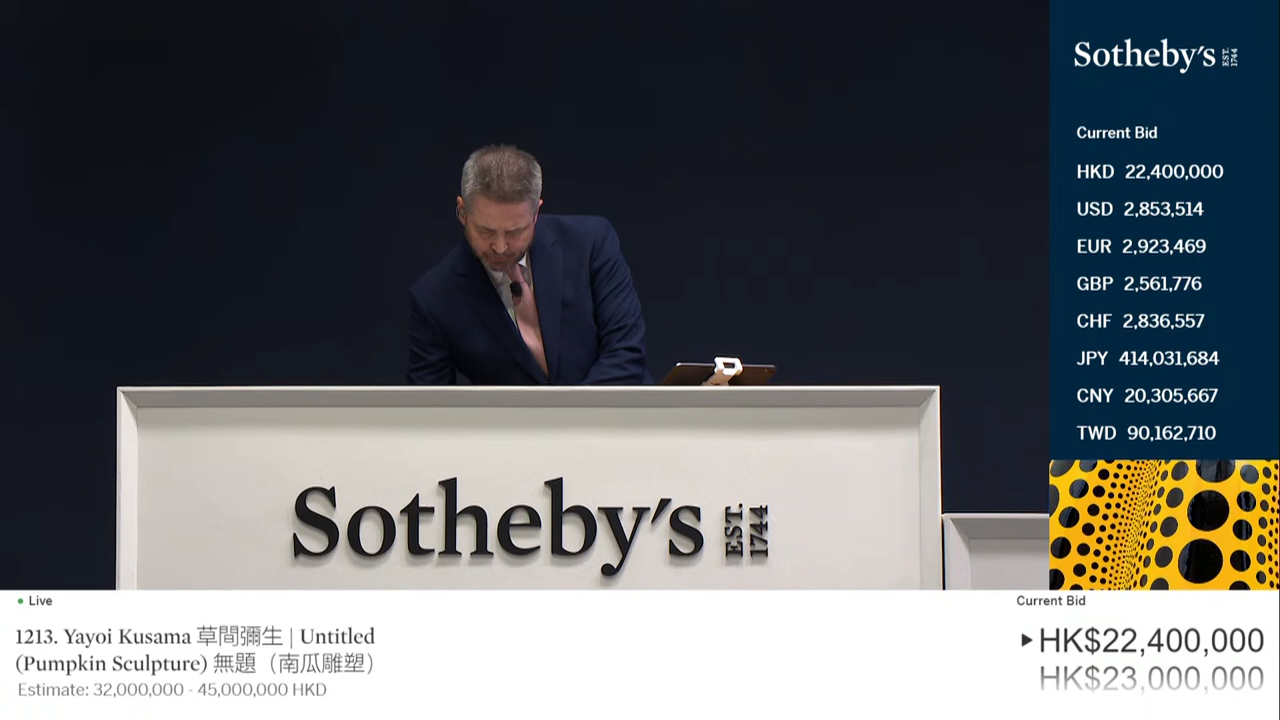 Sotheby's EST. 1744
Current Bid
HKD 22,400,000
USD 2,853,514
EUR 2,923,469
GBP 2,561,776
CHF 2,836,557
JPY 414,031,684
CNY 20,305,667
TWD 90,162,710
Sotheby's EST. 1744
Live
1213. Yayoi Kusama 草間彌生 | Untitled
(Pumpkin Sculpture) 無題（南瓜雕塑）
Estimate: 32,000,000 - 45,000,000 HKD
Current Bid
HK$22,400,000
HK$23,000,000